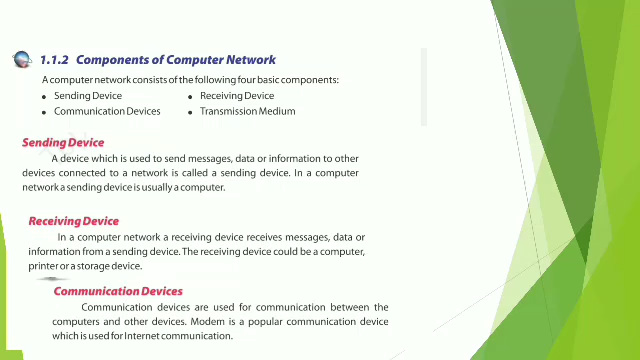 1.1.2 Components of Computer Network
A computer network consists of the following four basic components:
• Sending Device • Receiving Device
• Communication Devices • Transmission Medium
Sending Device
A device which is used to send messages, data or information to other
devices connected to a network is called a sending device. In a computer
network a sending device is usually a computer.
Receiving Device
In a computer network a receiving device receives messages, data or
information from a sending device. The receiving device could be a computer,
printer or a storage device.
Communication Devices
Communication devices are used for communication between the
computers and other devices. Modem is a popular communication device
which is used for Internet communication.